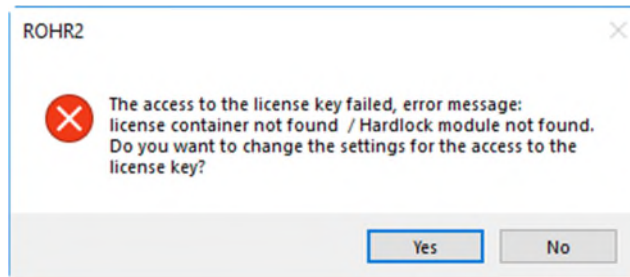 ROHR2
The access to the license key failed, error message:
license container not found / Hardlock module not found.
Do you want to change the settings for the access to the
license key?
Yes
No